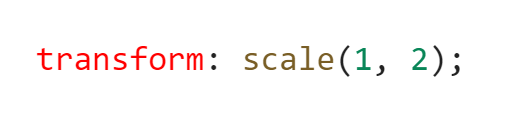 transform: scale(1, 2);